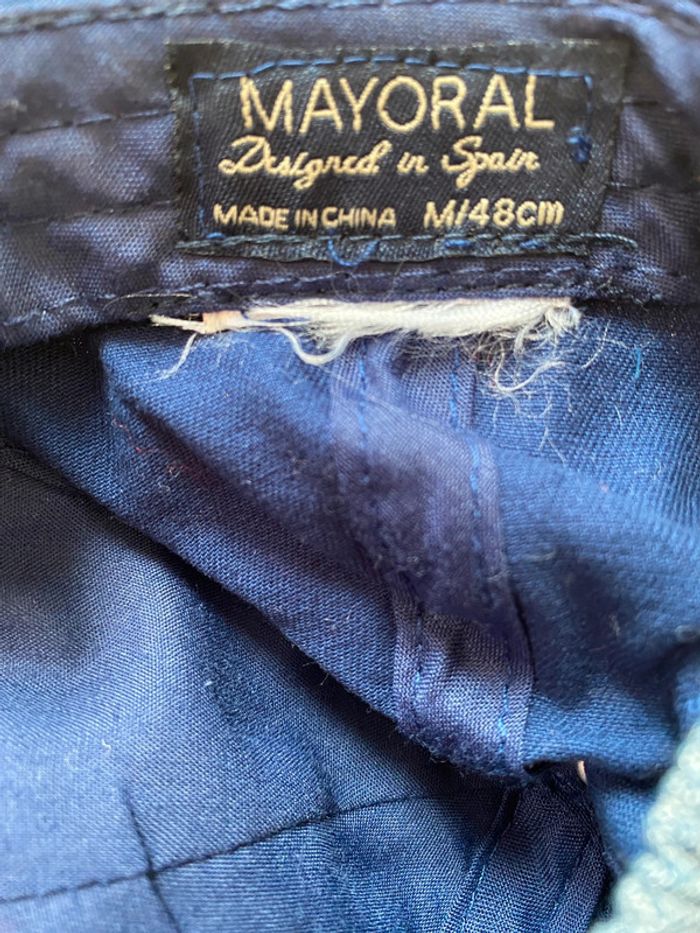 MAYORAL
Designed in Spain
MADE IN CHINA M/48cm